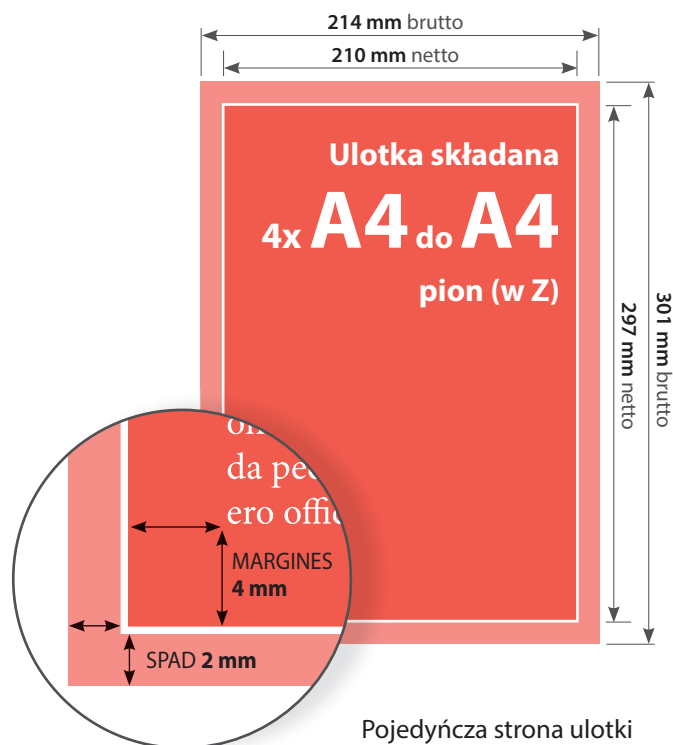 214 mm brutto
210 mm netto
Ulotka składana
4x A4 do A4
pion (w Z)
297 mm netto
301 mm brutto
da pe
ero offic
MARGINES
4 mm
SPAD 2 mm
Pojedyńcza strona ulotki